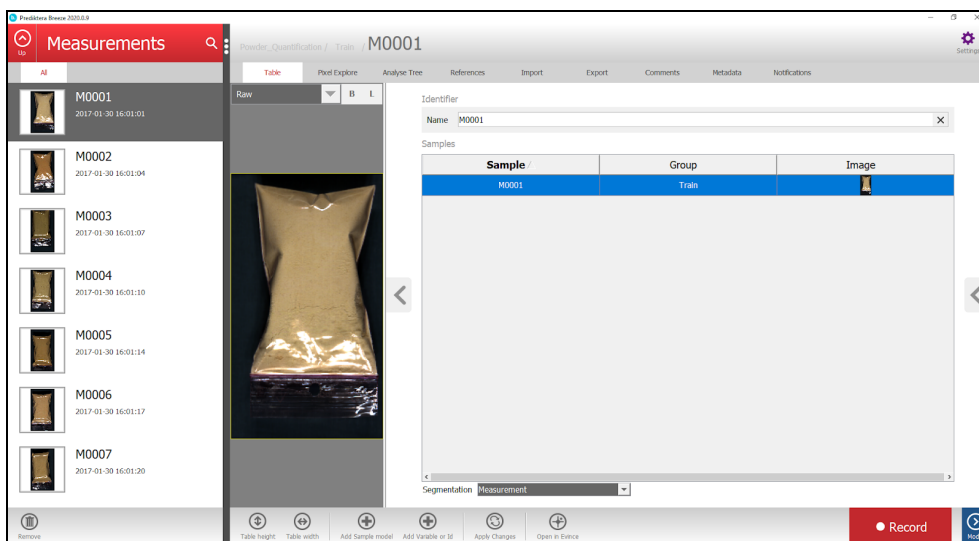 Prediktera Breeze 2020.0.9
Up
Measurements
Powder_Quantification / Train / M0001
Settings
All
Table
Pixel Explore
Analyse Tree
References
Import
Export
Comments
Metadata
Notifications
M0001
2017-01-30 16:01:01
M0002
2017-01-30 16:01:04
M0003
2017-01-30 16:01:07
M0004
2017-01-30 16:01:10
M0005
2017-01-30 16:01:14
M0006
2017-01-30 16:01:17
M0007
2017-01-30 16:01:20
Raw
B L
Identifier
Name M0001
Samples
Sample Group Image
M0001 Train
Segmentation Measurement
Remove
Table height
Table width
Add Sample model
Add Variable or Id
Apply Changes
Open in Evince
Record